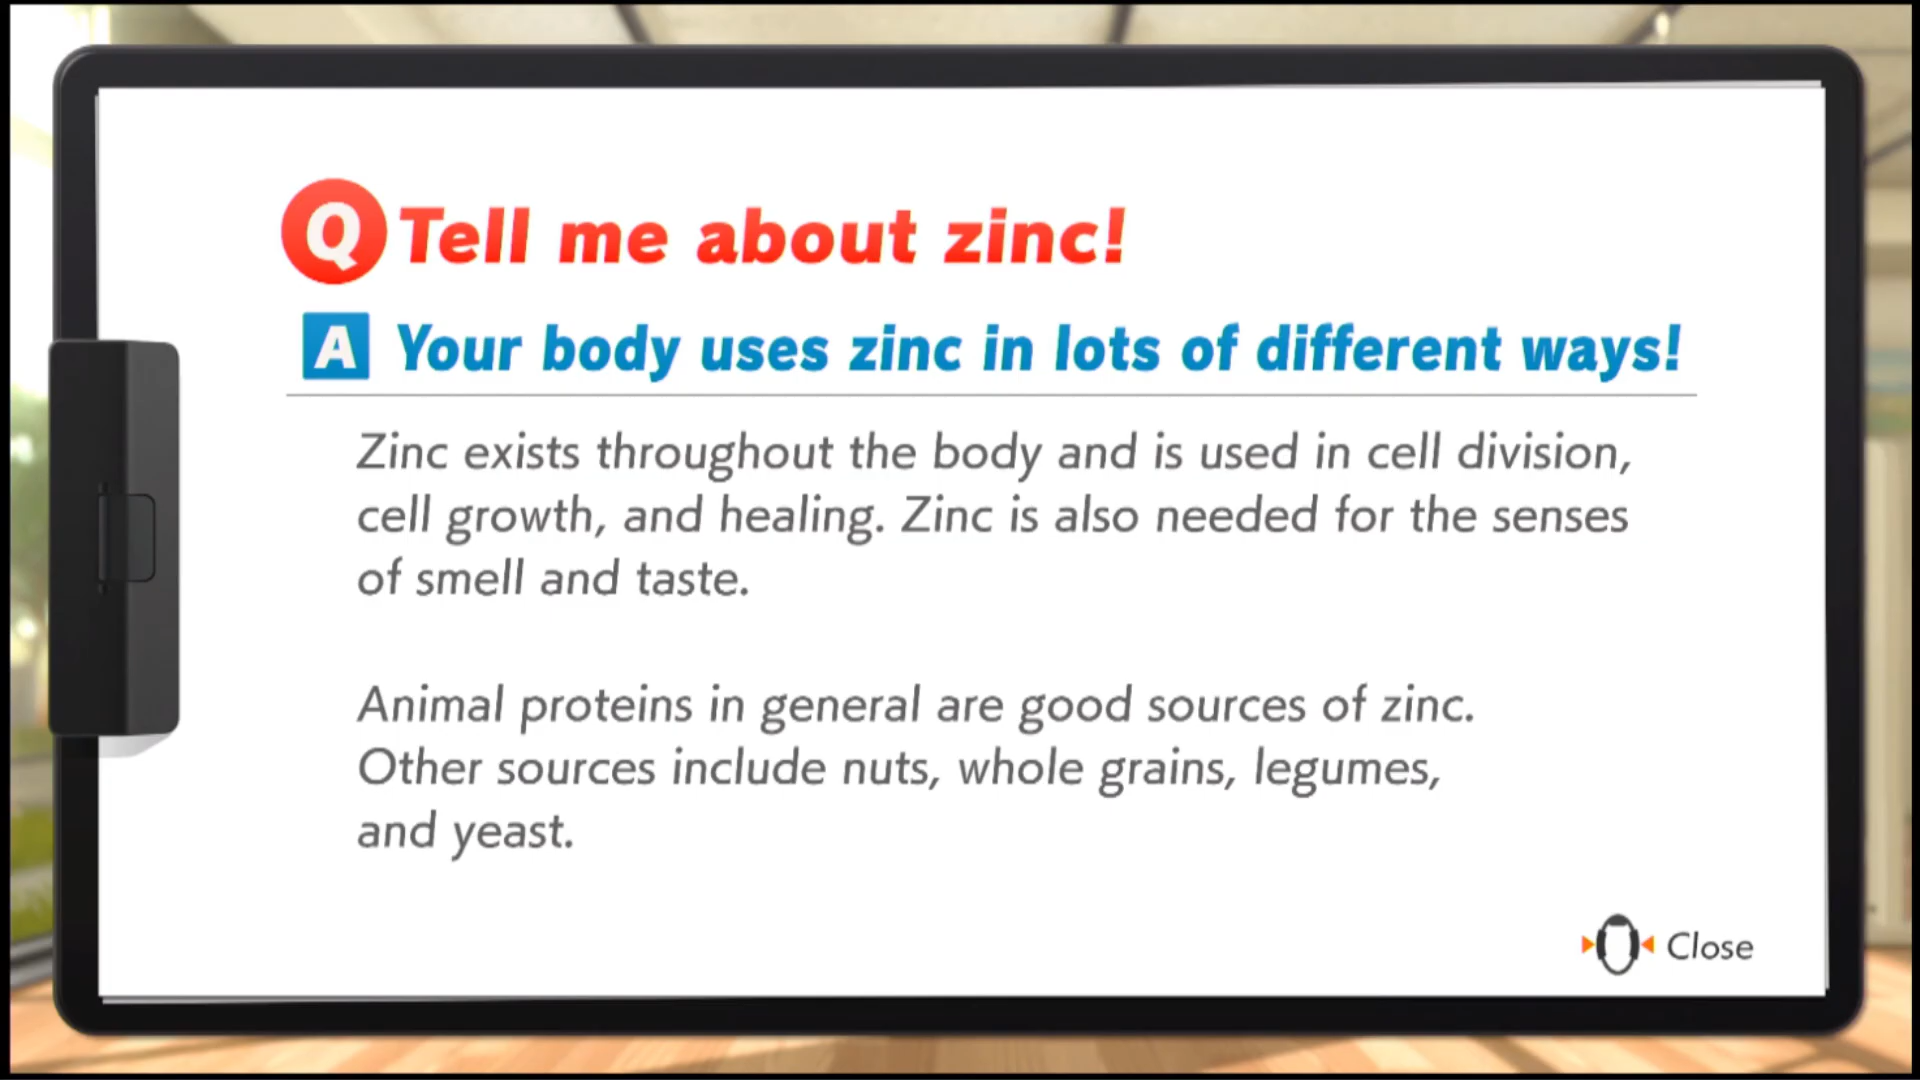 Q Tell me about zinc!
A Your body uses zinc in lots of different ways!
Zinc exists throughout the body and is used in cell division,
cell growth, and healing. Zinc is also needed for the senses
of smell and taste.
Animal proteins in general are good sources of zinc.
Other sources include nuts, whole grains, legumes,
and yeast.
Close